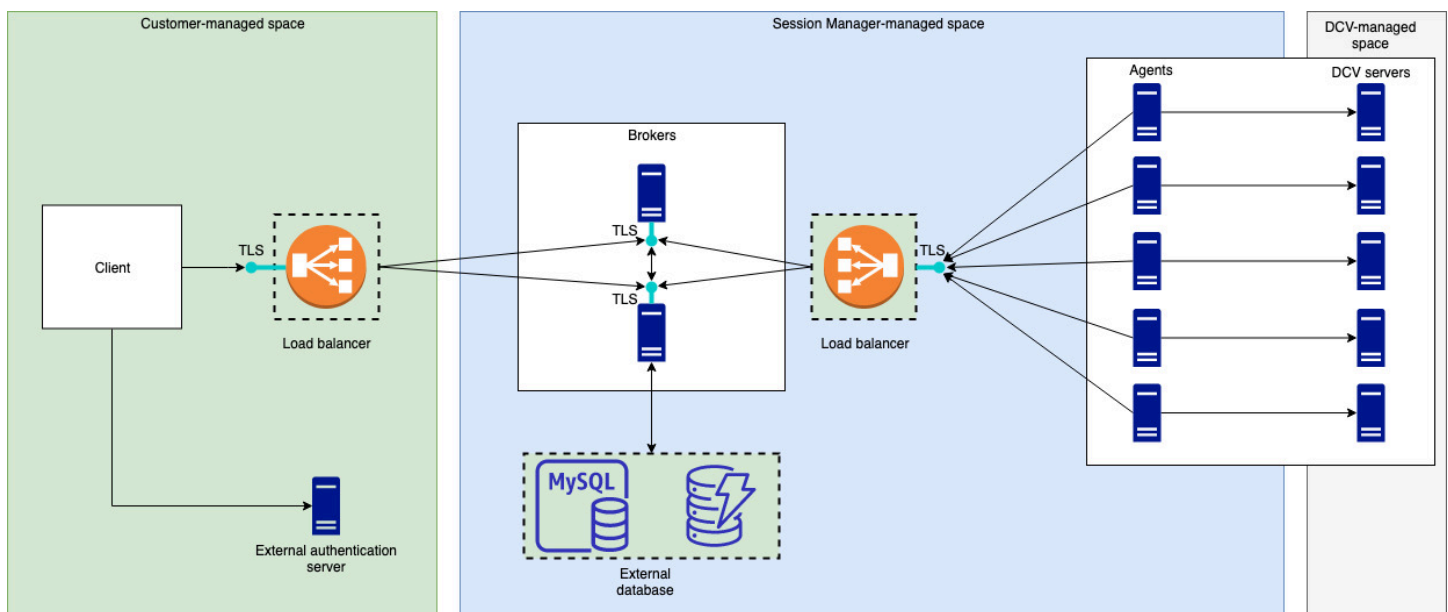 Customer-managed space
Session Manager-managed space
DCV-managed
space
Agents
DCV servers
Brokers
TLS
TLS
TLS
TLS
Client
Load balancer
Load balancer
MySQL
External authentication
server
External
database